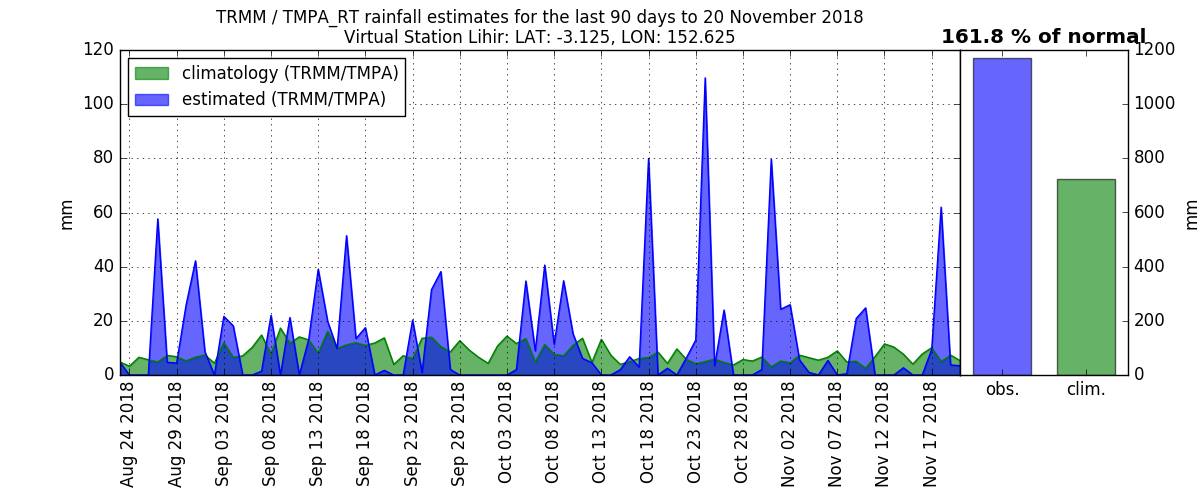 TRMM / TMPA_RT rainfall estimates for the last 90 days to 20 November 2018
Virtual Station Lihir: LAT: -3.125, LON: 152.625
161.8 % of normal
climatology (TRMM/TMPA)
estimated (TRMM/TMPA)
120
100
80
60
40
20
0
mm
1200
1000
800
600
400
200
0
mm
obs.
clim.
Aug 24 2018
Aug 29 2018
Sep 03 2018
Sep 08 2018
Sep 13 2018
Sep 18 2018
Sep 23 2018
Sep 28 2018
Oct 03 2018
Oct 08 2018
Oct 13 2018
Oct 18 2018
Oct 23 2018
Oct 28 2018
Nov 02 2018
Nov 07 2018
Nov 12 2018
Nov 17 2018